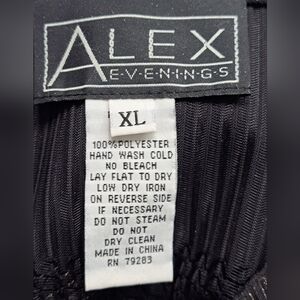 ALEX
E·V·E·N·I·N·G·S
XL
100%POLYESTER
HAND WASH COLD
NO BLEACH
LAY FLAT TO DRY
LOW DRY IRON
ON REVERSE SIDE
IF NECESSARY
DO NOT STEAM
DO NOT
DRY CLEAN
MADE IN CHINA
RN 79283